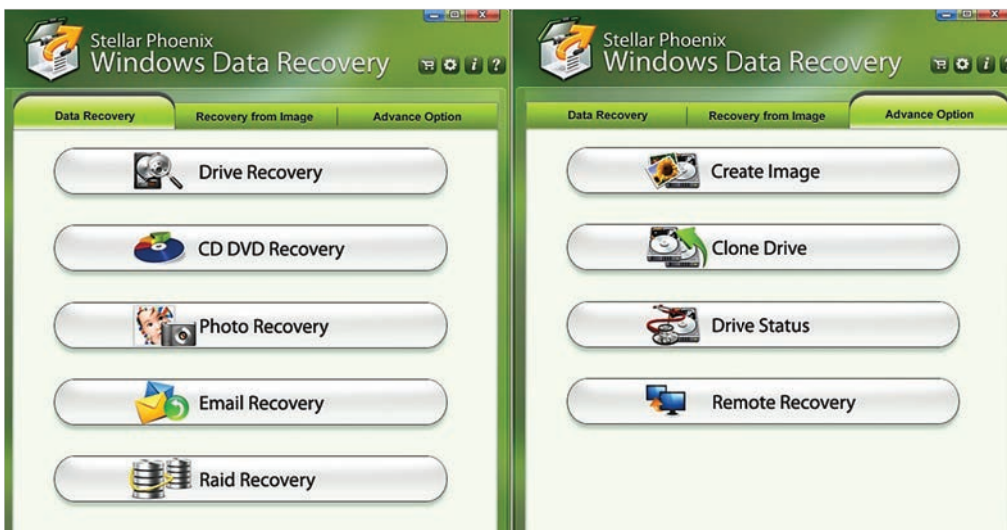 Stellar Phoenix
Windows Data Recovery
Data Recovery Recovery from Image Advance Option
Drive Recovery
CD DVD Recovery
Photo Recovery
Email Recovery
Raid Recovery
Stellar Phoenix
Windows Data Recovery
Data Recovery Recovery from Image Advance Option
Create Image
Clone Drive
Drive Status
Remote Recovery